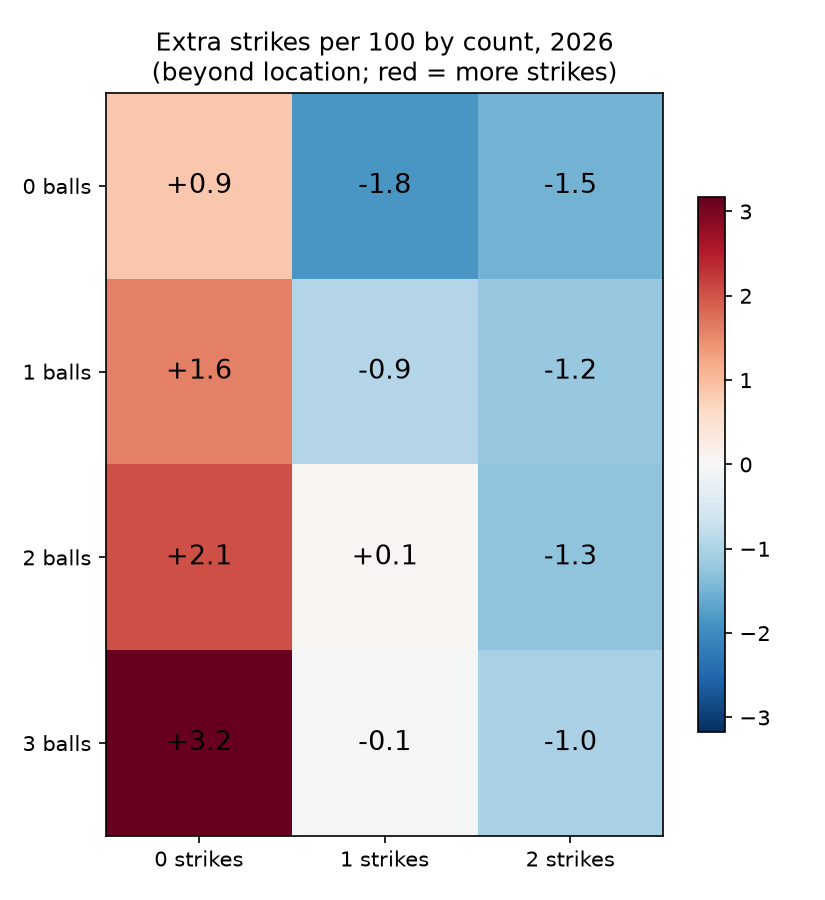 Extra strikes per 100 by count, 2026
(beyond location; red = more strikes)
0 balls +0.9 -1.8 -1.5
1 balls +1.6 -0.9 -1.2
2 balls +2.1 +0.1 -1.3
3 balls +3.2 -0.1 -1.0
0 strikes 1 strikes 2 strikes
3
2
1
0
−1
−2
−3